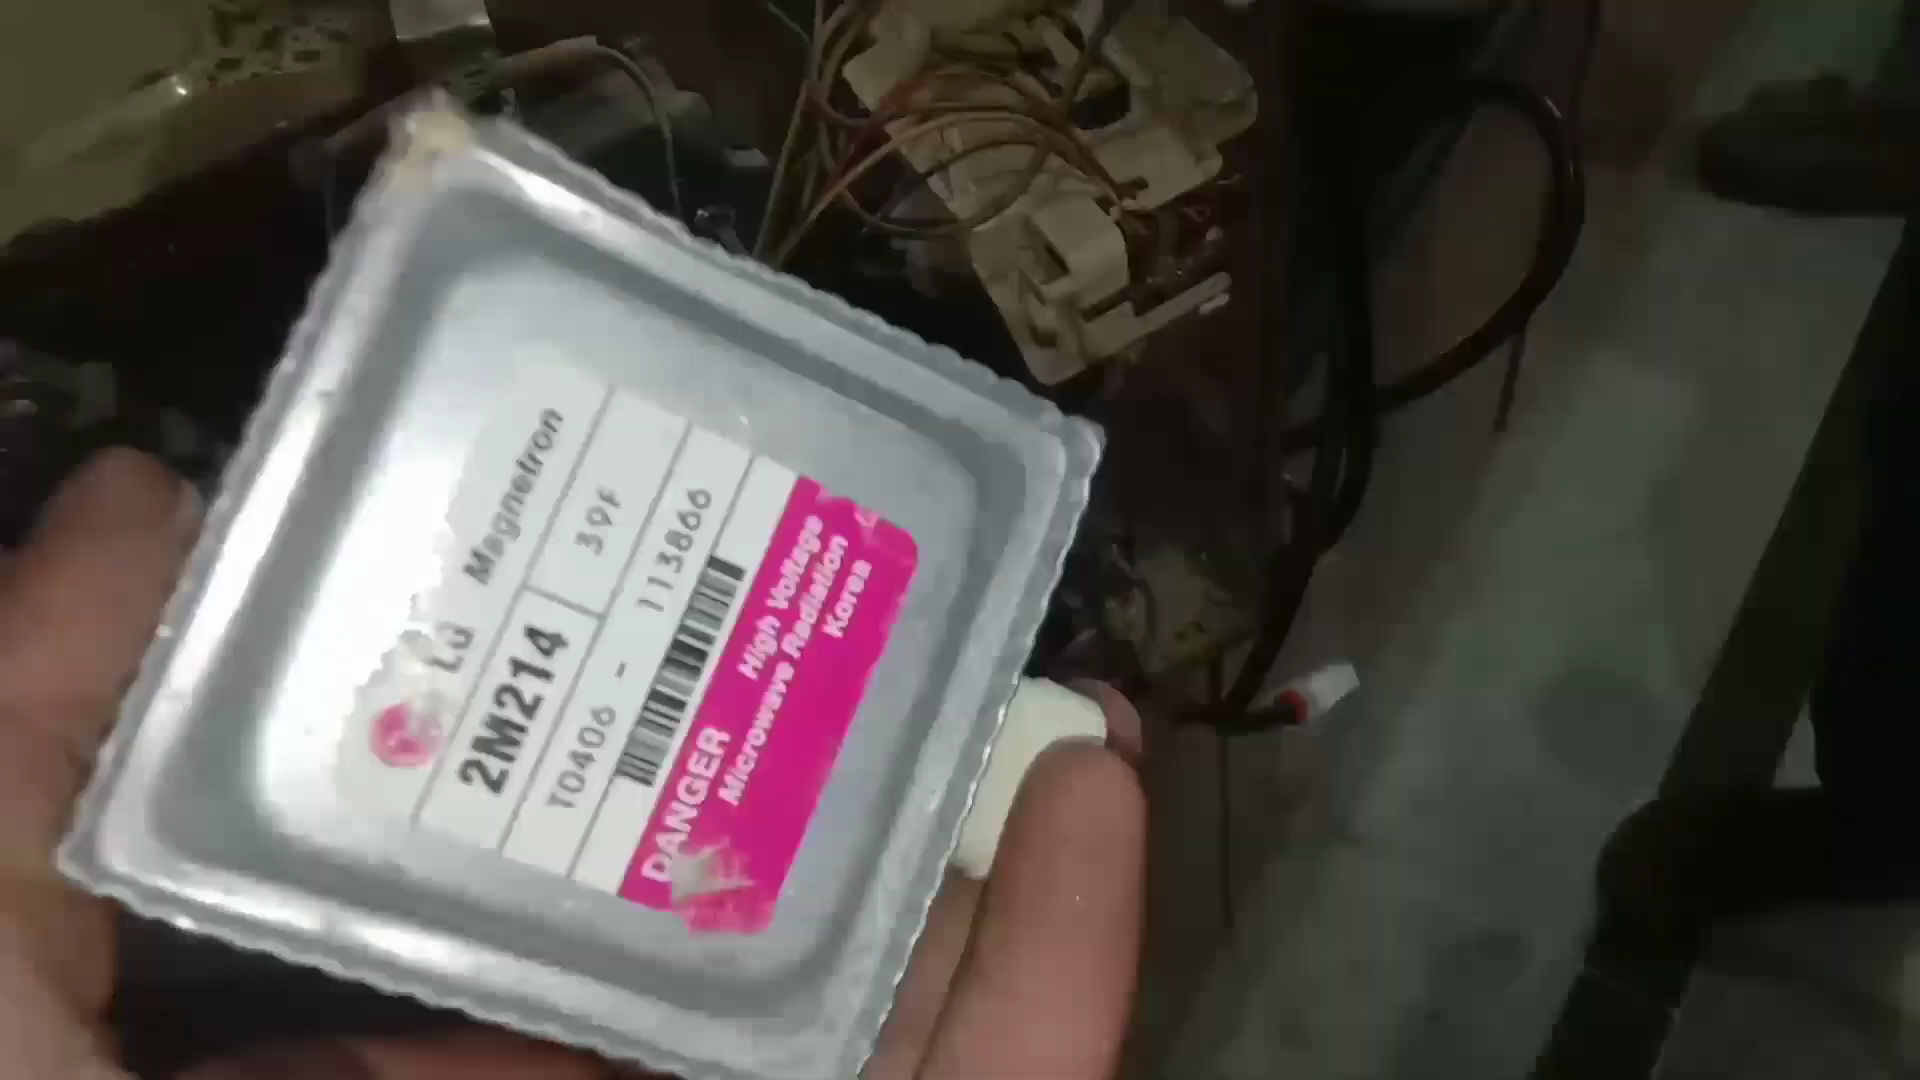 LG Magnetron
2M214 39F
T0406 - 113866
DANGER High Voltage
Microwave Radiation
Korea